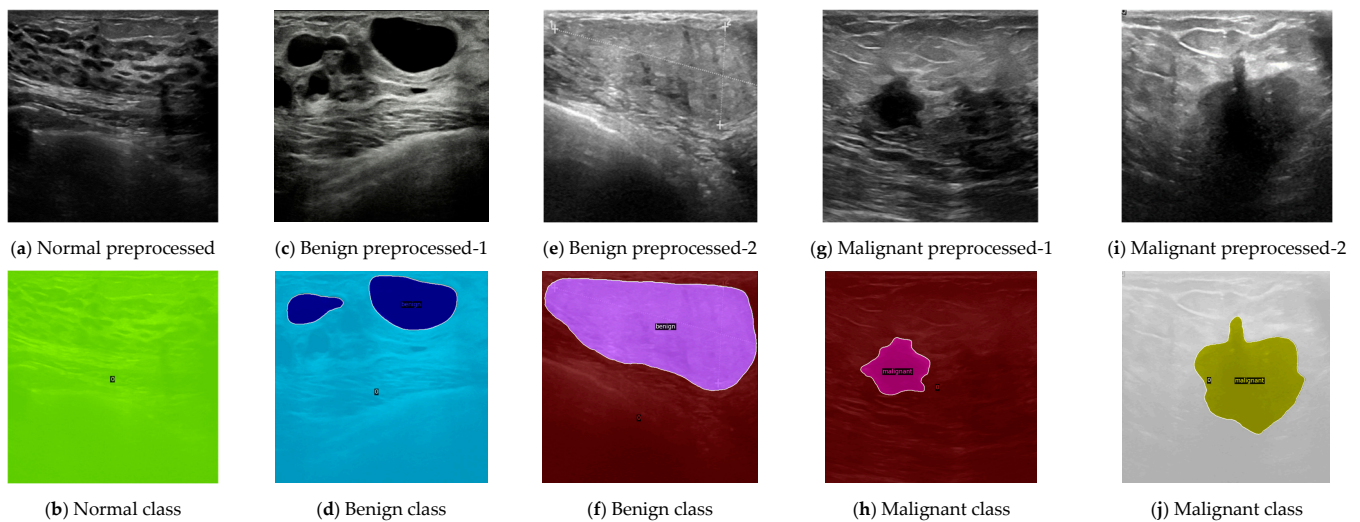 (a) Normal preprocessed
(c) Benign preprocessed-1
(e) Benign preprocessed-2
(g) Malignant preprocessed-1
(i) Malignant preprocessed-2
0
benign
0
benign
malignant
0
0
malignant
(b) Normal class
(d) Benign class
(f) Benign class
(h) Malignant class
(j) Malignant class